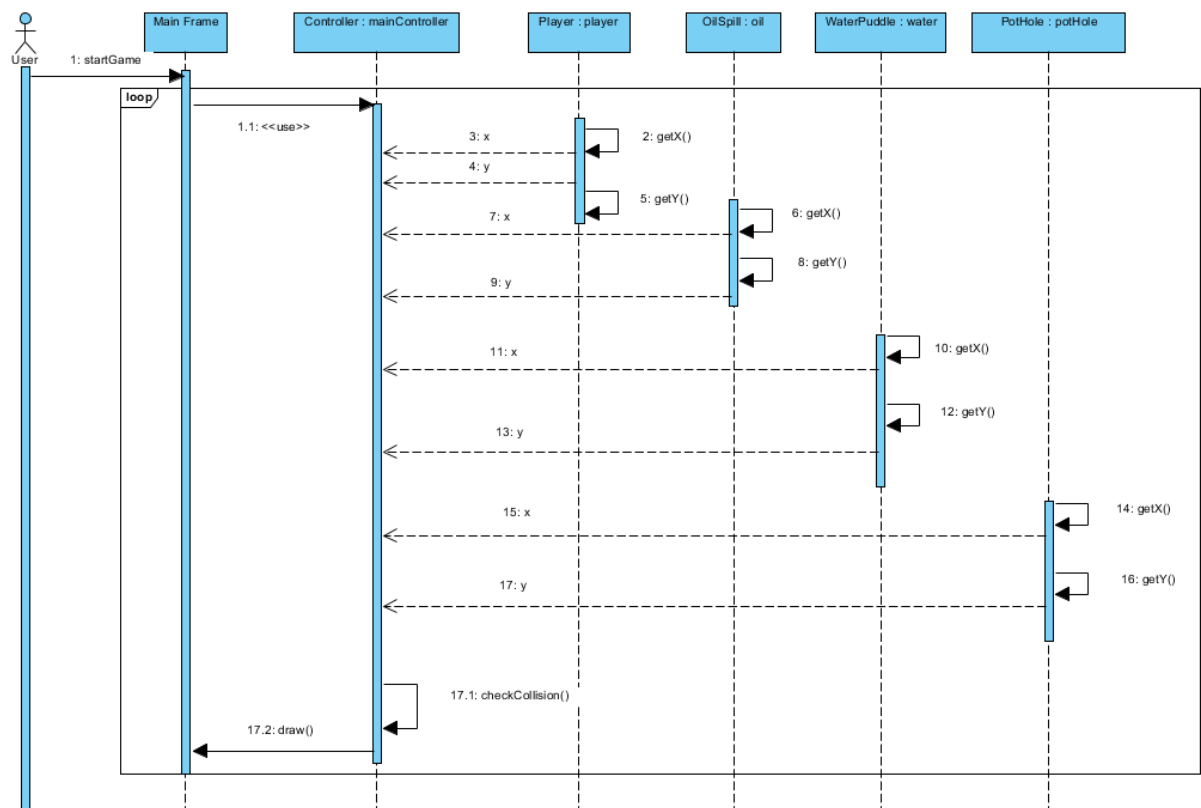 Main Frame
Controller : mainController
Player : player
OilSpill : oil
WaterPuddle : water
PotHole : potHole
User
1: startGame
loop
1.1: <<use>>
2: getX()
3: x
4: y
5: getY()
6: getX()
7: x
8: getY()
9: y
10: getX()
11: x
12: getY()
13: y
14: getX()
15: x
16: getY()
17: y
17.1: checkCollision()
17.2: draw()